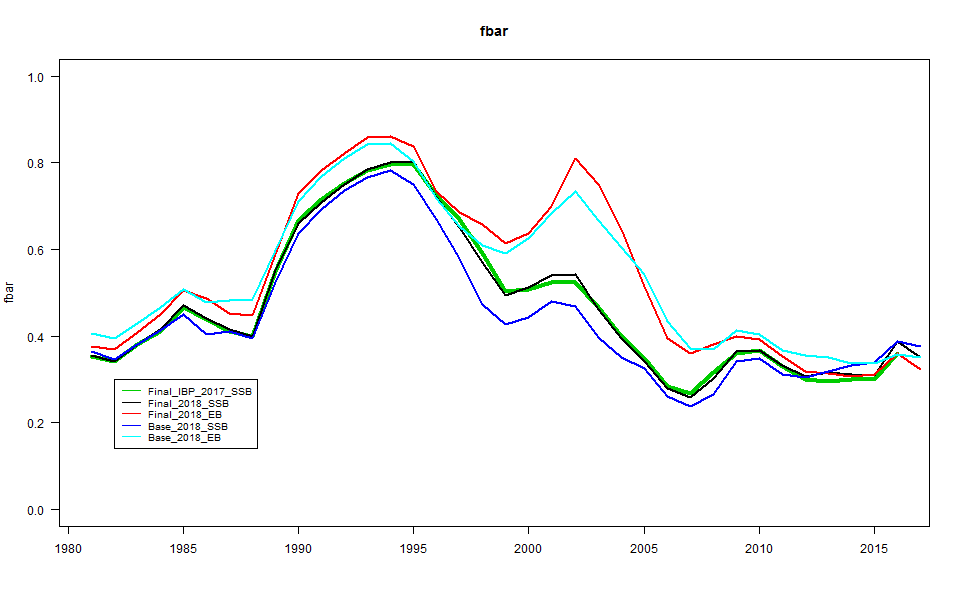 fbar
fbar
1.0
0.8
0.6
0.4
0.2
0.0
Final_IBP_2017_SSB
Final_2018_SSB
Final_2018_EB
Base_2018_SSB
Base_2018_EB
1980 1985 1990 1995 2000 2005 2010 2015